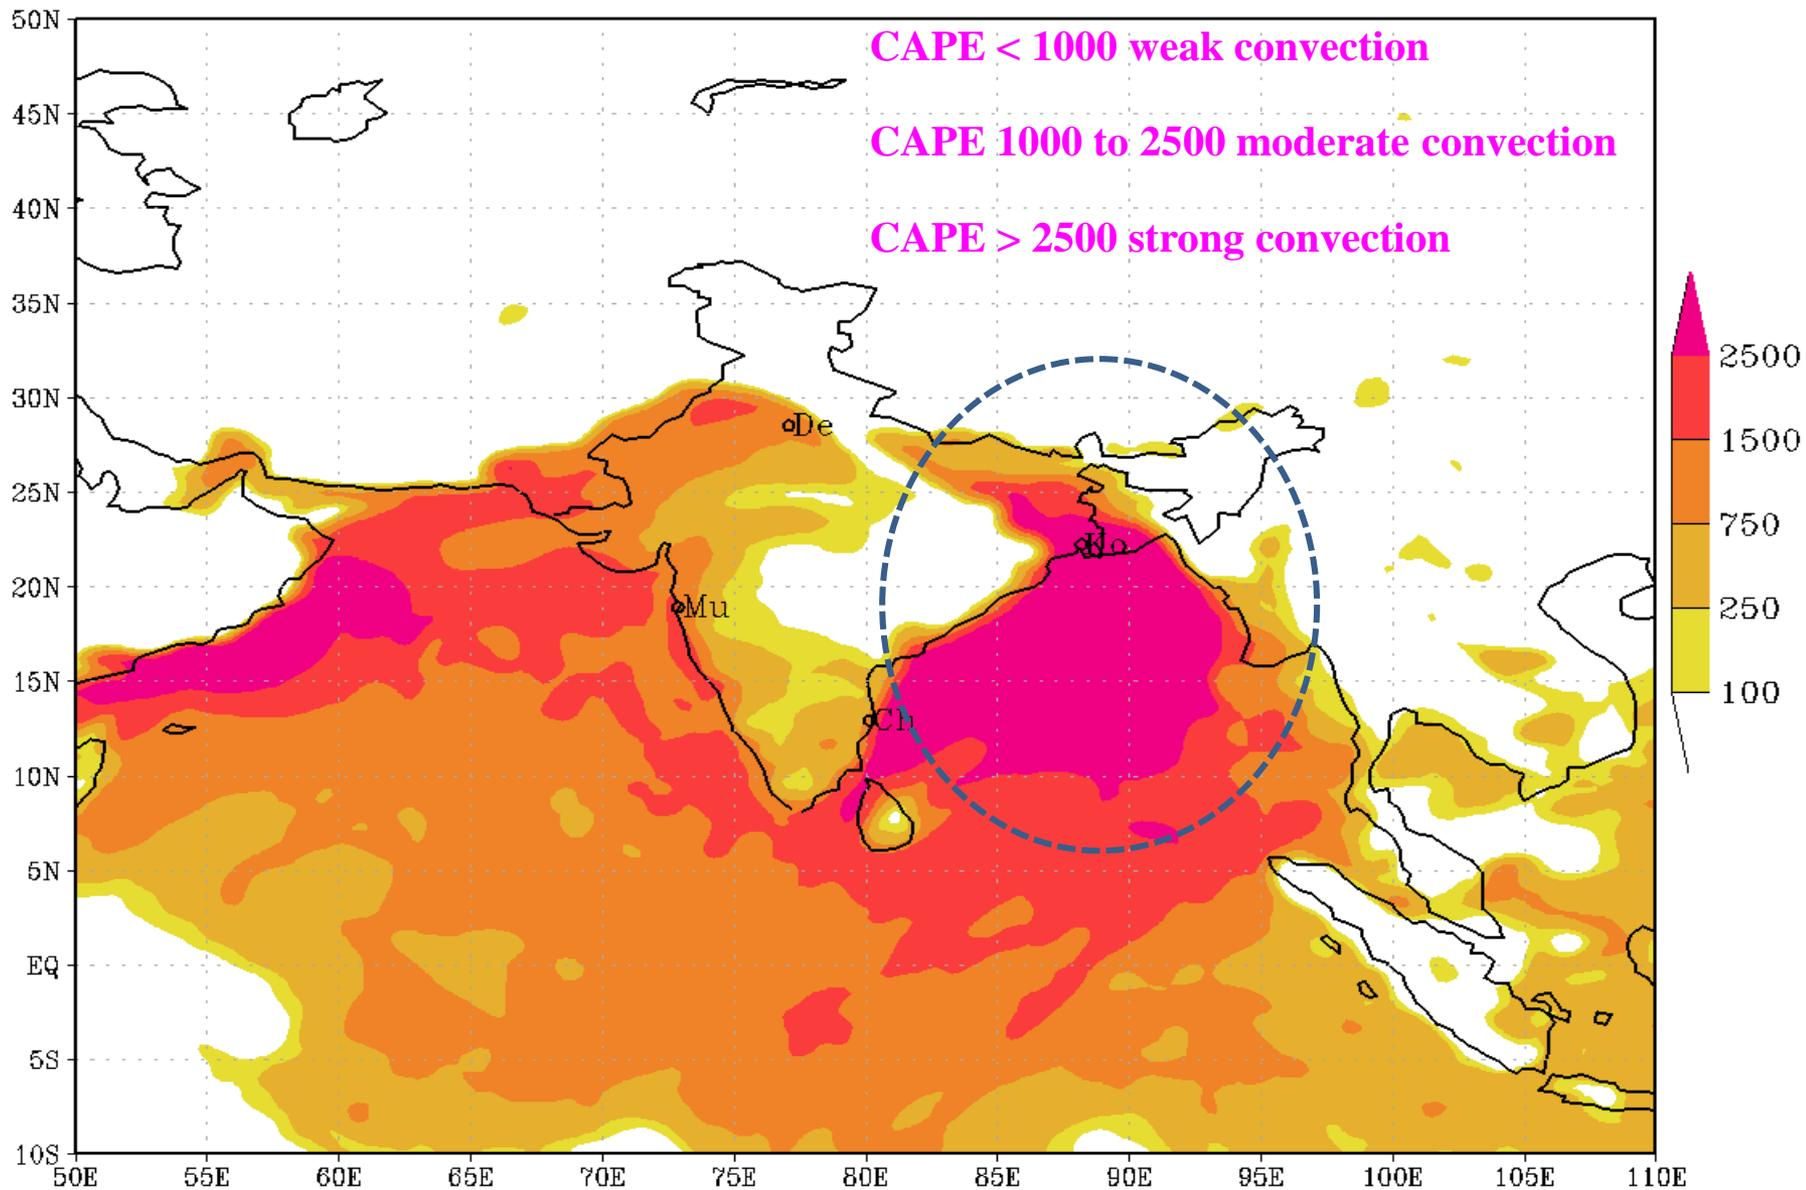 50N
CAPE < 1000 weak convection
45N
CAPE 1000 to 2500 moderate convection
40N
CAPE > 2500 strong convection
35N
2500
30N
De
1500
25N
Ko
750
20N
Mu
250
15N
100
Ch
10N
5N
EQ
5S
10S
50E 55E 60E 65E 70E 75E 80E 85E 90E 95E 100E 105E 110E